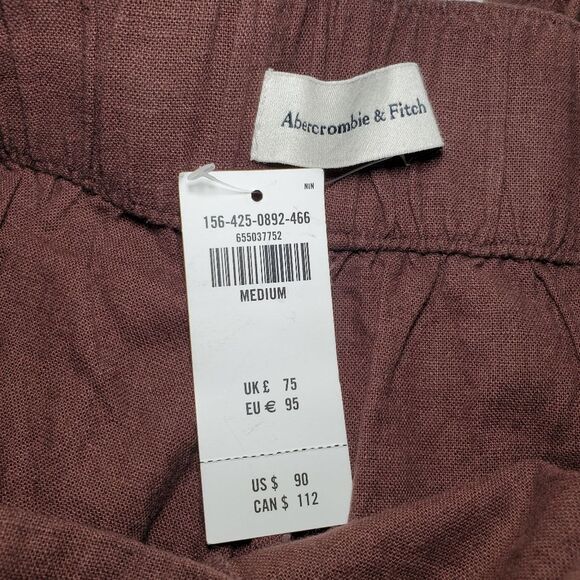 Abercrombie & Fitch
NIN
156-425-0892-466
655037752
MEDIUM
UK £ 75
EU € 95
US $ 90
CAN $ 112